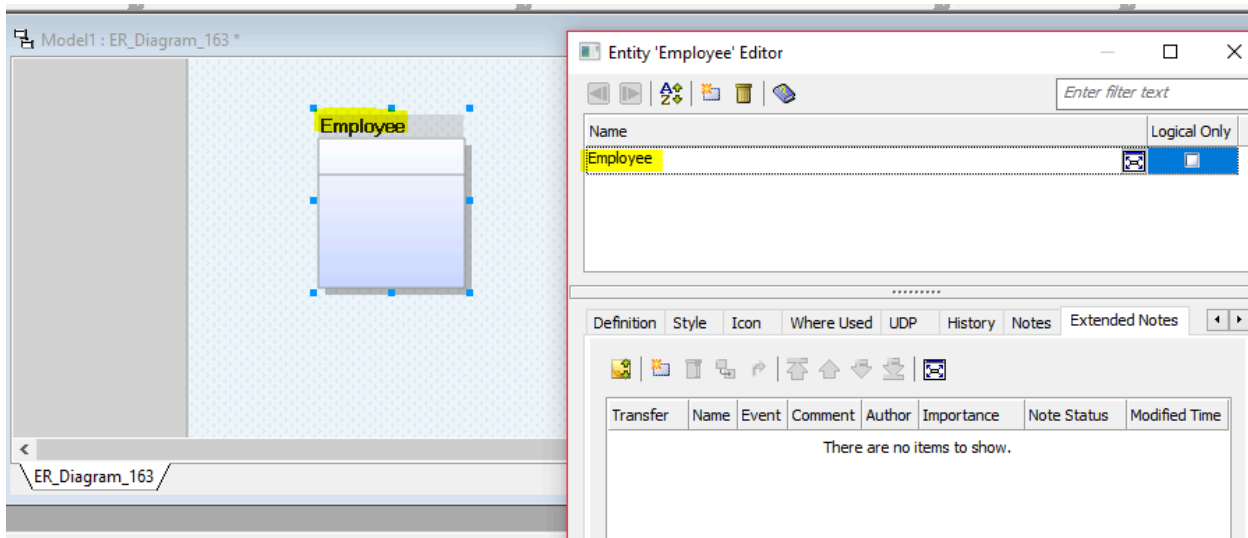 Model1 : ER_Diagram_163 *
Employee
ER_Diagram_163
Entity 'Employee' Editor
Enter filter text
Name Logical Only
Employee
Definition Style Icon Where Used UDP History Notes Extended Notes
Transfer Name Event Comment Author Importance Note Status Modified Time
There are no items to show.